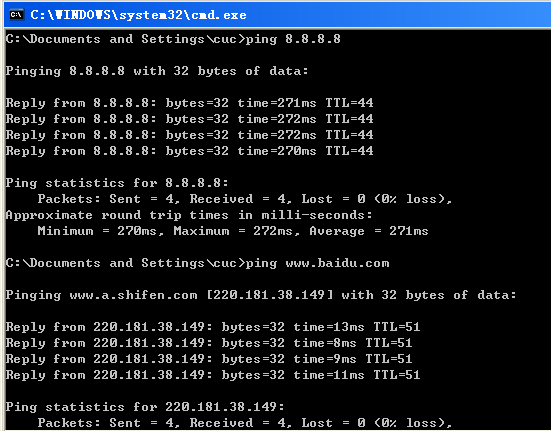 C:\WINDOWS\system32\cmd.exe
C:\Documents and Settings\cuc>ping 8.8.8.8
Pinging 8.8.8.8 with 32 bytes of data:
Reply from 8.8.8.8: bytes=32 time=271ms TTL=44
Reply from 8.8.8.8: bytes=32 time=272ms TTL=44
Reply from 8.8.8.8: bytes=32 time=272ms TTL=44
Reply from 8.8.8.8: bytes=32 time=270ms TTL=44
Ping statistics for 8.8.8.8:
Packets: Sent = 4, Received = 4, Lost = 0 (0% loss),
Approximate round trip times in milli-seconds:
Minimum = 270ms, Maximum = 272ms, Average = 271ms
C:\Documents and Settings\cuc>ping www.baidu.com
Pinging www.a.shifen.com [220.181.38.149] with 32 bytes of data:
Reply from 220.181.38.149: bytes=32 time=13ms TTL=51
Reply from 220.181.38.149: bytes=32 time=8ms TTL=51
Reply from 220.181.38.149: bytes=32 time=9ms TTL=51
Reply from 220.181.38.149: bytes=32 time=11ms TTL=51
Ping statistics for 220.181.38.149:
Packets: Sent = 4, Received = 4, Lost = 0 (0% loss),